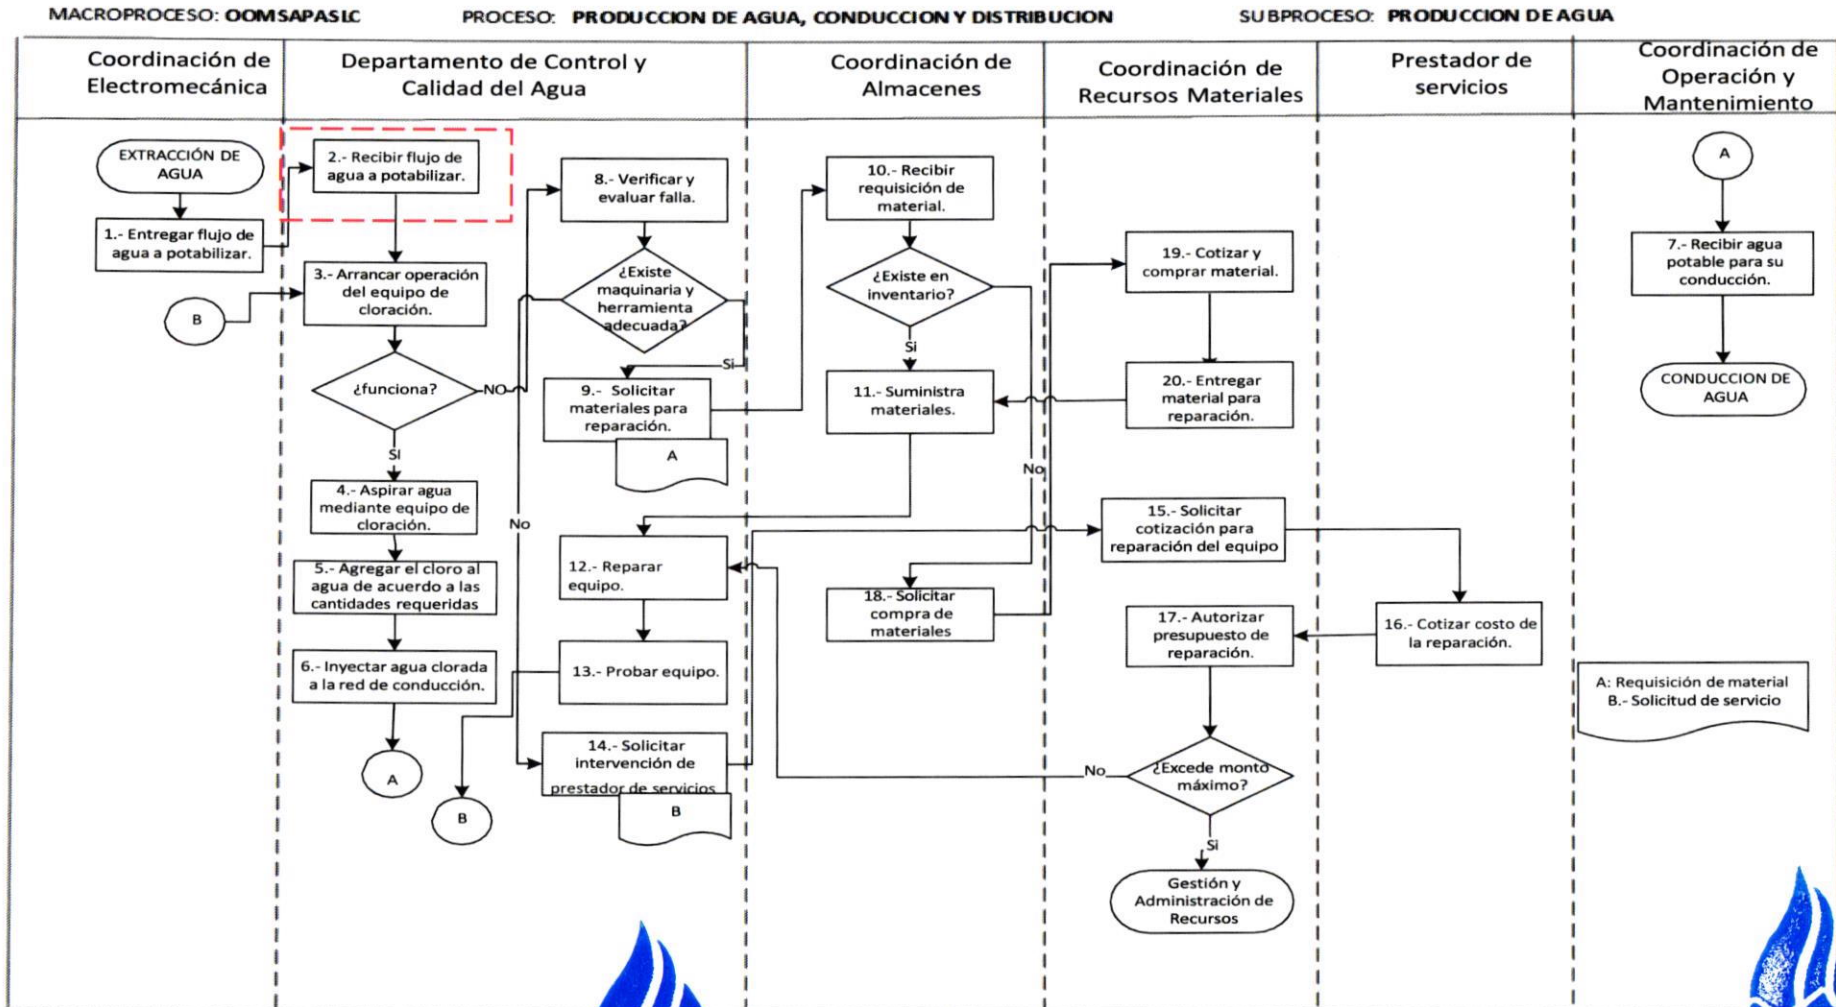 MACROPROCESO: OOMSAPASLC PROCESO: PRODUCCION DE AGUA, CONDUCCION Y DISTRIBUCION SUBPROCESO: PRODUCCION DE AGUA
Coordinación de
Electromecánica
Departamento de Control y
Calidad del Agua
Coordinación de
Almacenes
Coordinación de
Recursos Materiales
Prestador de
servicios
Coordinación de
Operación y
Mantenimiento
EXTRACCIÓN DE
AGUA
1.- Entregar flujo de
agua a potabilizar.
B
2.- Recibir flujo de
agua a potabilizar.
3.- Arrancar operación
del equipo de
cloración.
¿funciona?
NO
SI
4.- Aspirar agua
mediante equipo de
cloración.
5.- Agregar el cloro al
agua de acuerdo a las
cantidades requeridas
6.- Inyectar agua clorada
a la red de conducción.
A
B
8.- Verificar y
evaluar falla.
¿Existe
maquinaria y
herramienta
adecuada?
Si
No
9.- Solicitar
materiales para
reparación.
A
12.- Reparar
equipo.
13.- Probar equipo.
14.- Solicitar
intervención de
prestador de servicios
B
10.- Recibir
requisición de
material.
¿Existe en
inventario?
Si
No
11.- Suministra
materiales.
18.- Solicitar
compra de
materiales
19.- Cotizar y
comprar material.
20.- Entregar
material para
reparación.
15.- Solicitar
cotización para
reparación del equipo
17.- Autorizar
presupuesto de
reparación.
¿Excede monto
máximo?
No
Si
Gestión y
Administración de
Recursos
16.- Cotizar costo de
la reparación.
A
7.- Recibir agua
potable para su
conducción.
CONDUCCION DE
AGUA
A: Requisición de material
B.- Solicitud de servicio